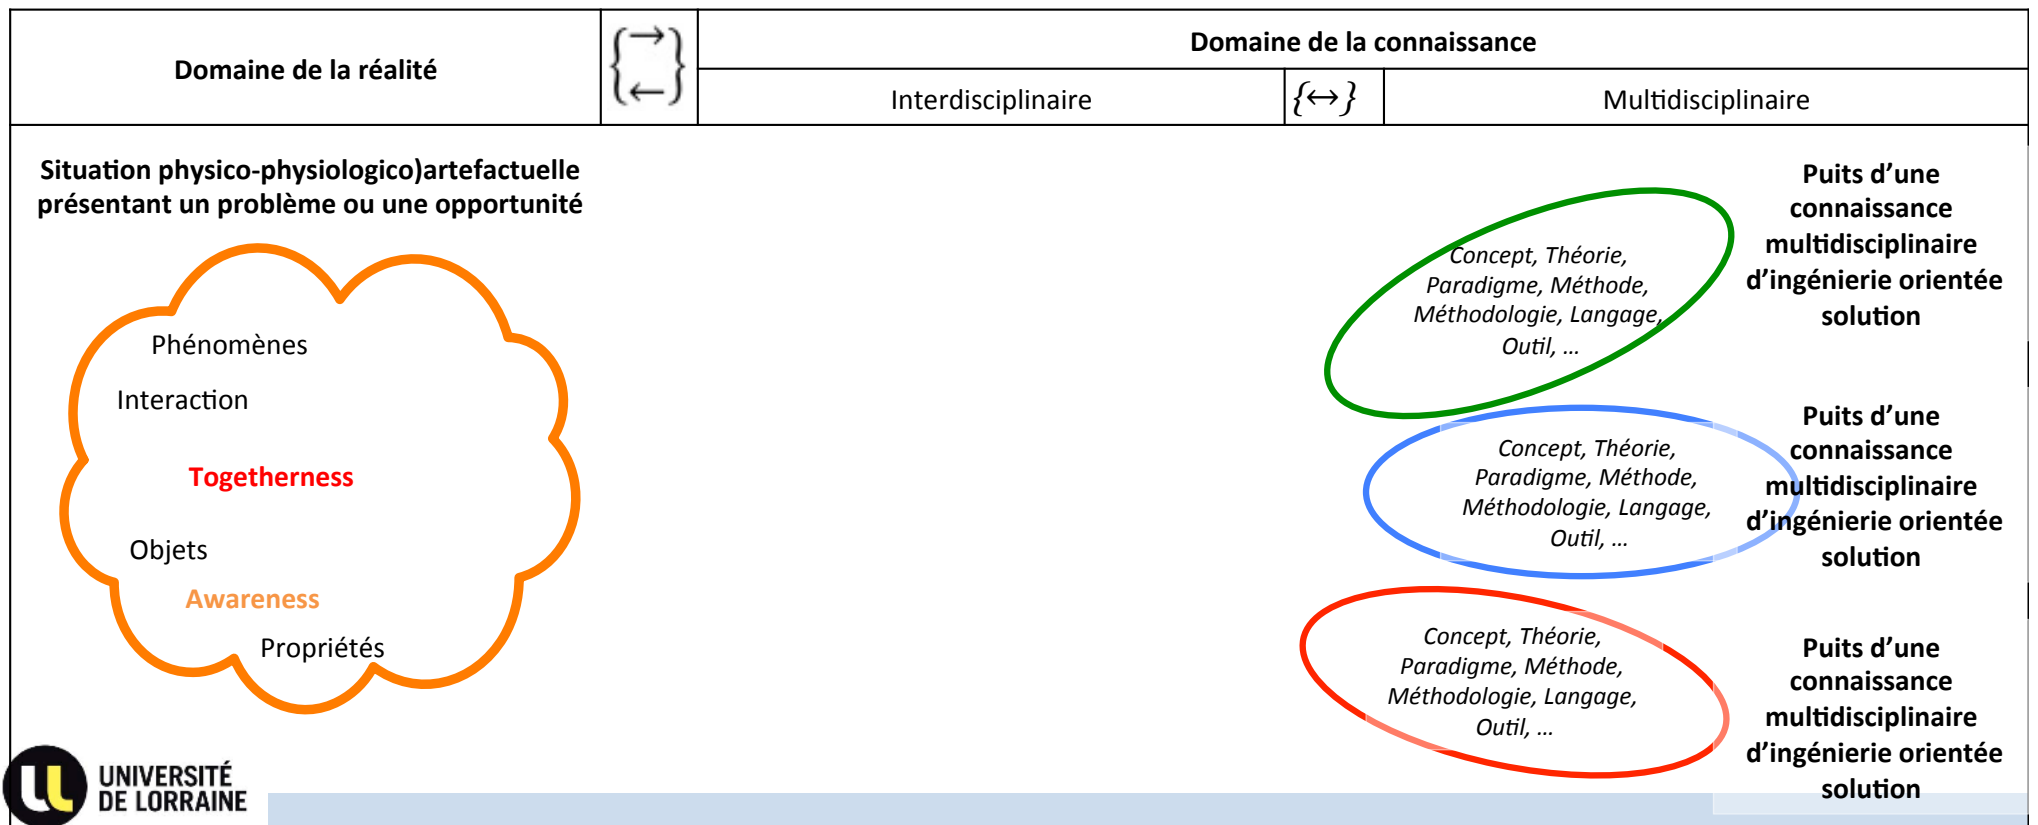 Domaine de la réalité
{→
←}
Domaine de la connaissance
Interdisciplinaire
{↔}
Multidisciplinaire
Situation physico-physiologico)artefactuelle
présentant un problème ou une opportunité
Phénomènes
Interaction
Togetherness
Objets
Awareness
Propriétés
Concept, Théorie,
Paradigme, Méthode,
Méthodologie, Langage,
Outil, ...
Puits d’une
connaissance
multidisciplinaire
d’ingénierie orientée
solution
Concept, Théorie,
Paradigme, Méthode,
Méthodologie, Langage,
Outil, ...
Puits d’une
connaissance
multidisciplinaire
d’ingénierie orientée
solution
Concept, Théorie,
Paradigme, Méthode,
Méthodologie, Langage,
Outil, ...
Puits d’une
connaissance
multidisciplinaire
d’ingénierie orientée
solution
UNIVERSITÉ
DE LORRAINE